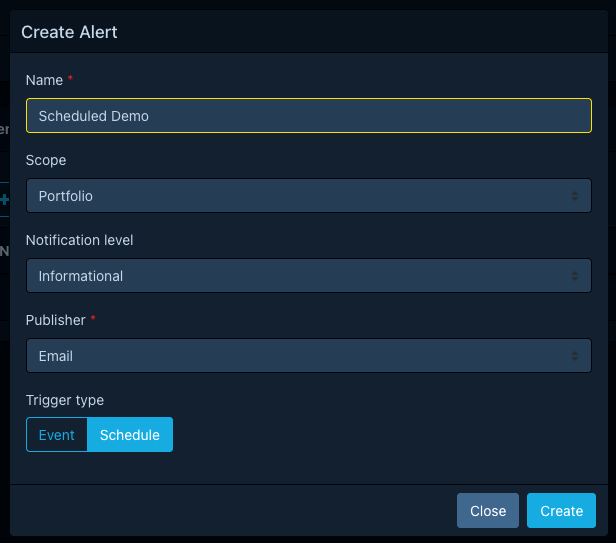 Create Alert
Name *
Scheduled Demo
Scope
Portfolio
Notification level
Informational
Publisher *
Email
Trigger type
Event Schedule
Close Create